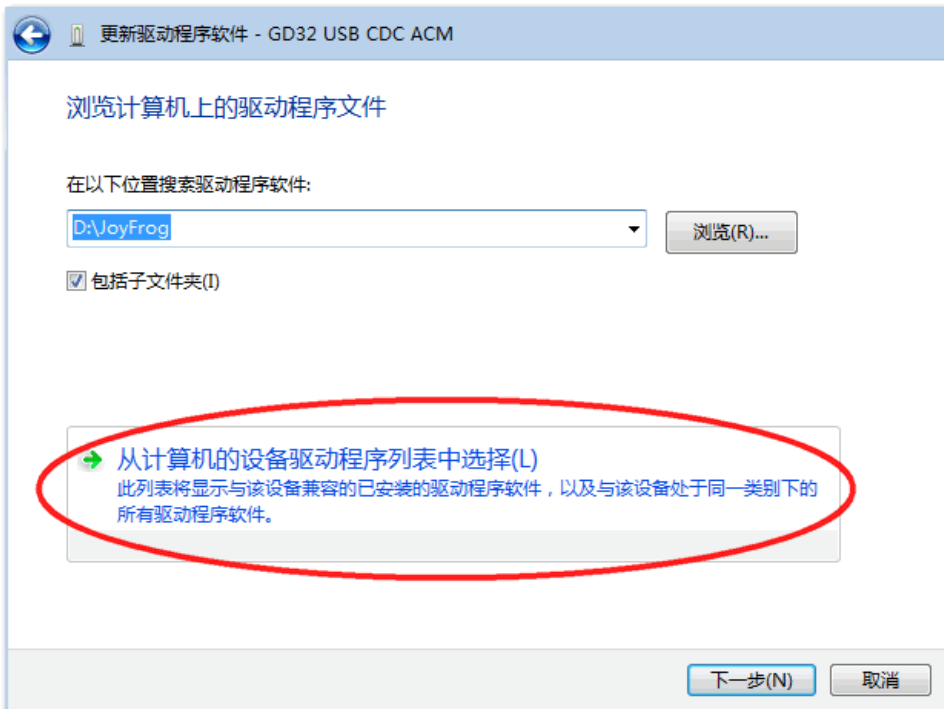 更新驱动程序软件 - GD32 USB CDC ACM
浏览计算机上的驱动程序文件
在以下位置搜索驱动程序软件:
D:\JoyFrog
浏览(R)...
包括子文件夹(I)
从计算机的设备驱动程序列表中选择(L)
此列表将显示与该设备兼容的已安装的驱动程序软件，以及与该设备处于同一类别下的
所有驱动程序软件。
下一步(N)
取消